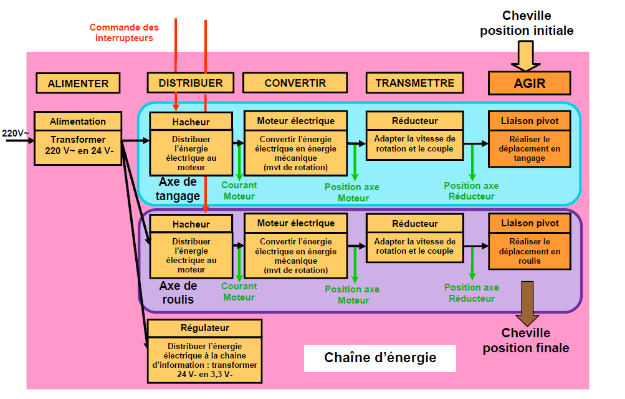 Commande des
interrupteurs
Cheville
position initiale
ALIMENTER
DISTRIBUER
CONVERTIR
TRANSMETTRE
AGIR
220V~
Alimentation
Transformer
220 V~ en 24 V-
Hacheur
Distribuer
l'énergie
électrique au
moteur
Moteur électrique
Convertir l'énergie
électrique en énergie
mécanique
(mvt de rotation)
Réducteur
Adapter la vitesse de
rotation et le couple
Liaison pivot
Réaliser le
déplacement en
tangage
Axe de
tangage
Courant
Moteur
Position axe
Moteur
Position axe
Réducteur
Hacheur
Distribuer
l'énergie
électrique au
moteur
Moteur électrique
Convertir l'énergie
électrique en énergie
mécanique
(mvt de rotation)
Réducteur
Adapter la vitesse de
rotation et le couple
Liaison pivot
Réaliser le
déplacement en
roulis
Axe de
roulis
Courant
Moteur
Position axe
Moteur
Position axe
Réducteur
Régulateur
Distribuer l'énergie
électrique à la chaine
d'information : transformer
24 V- en 3,3 V-
Chaîne d'énergie
Cheville
position finale